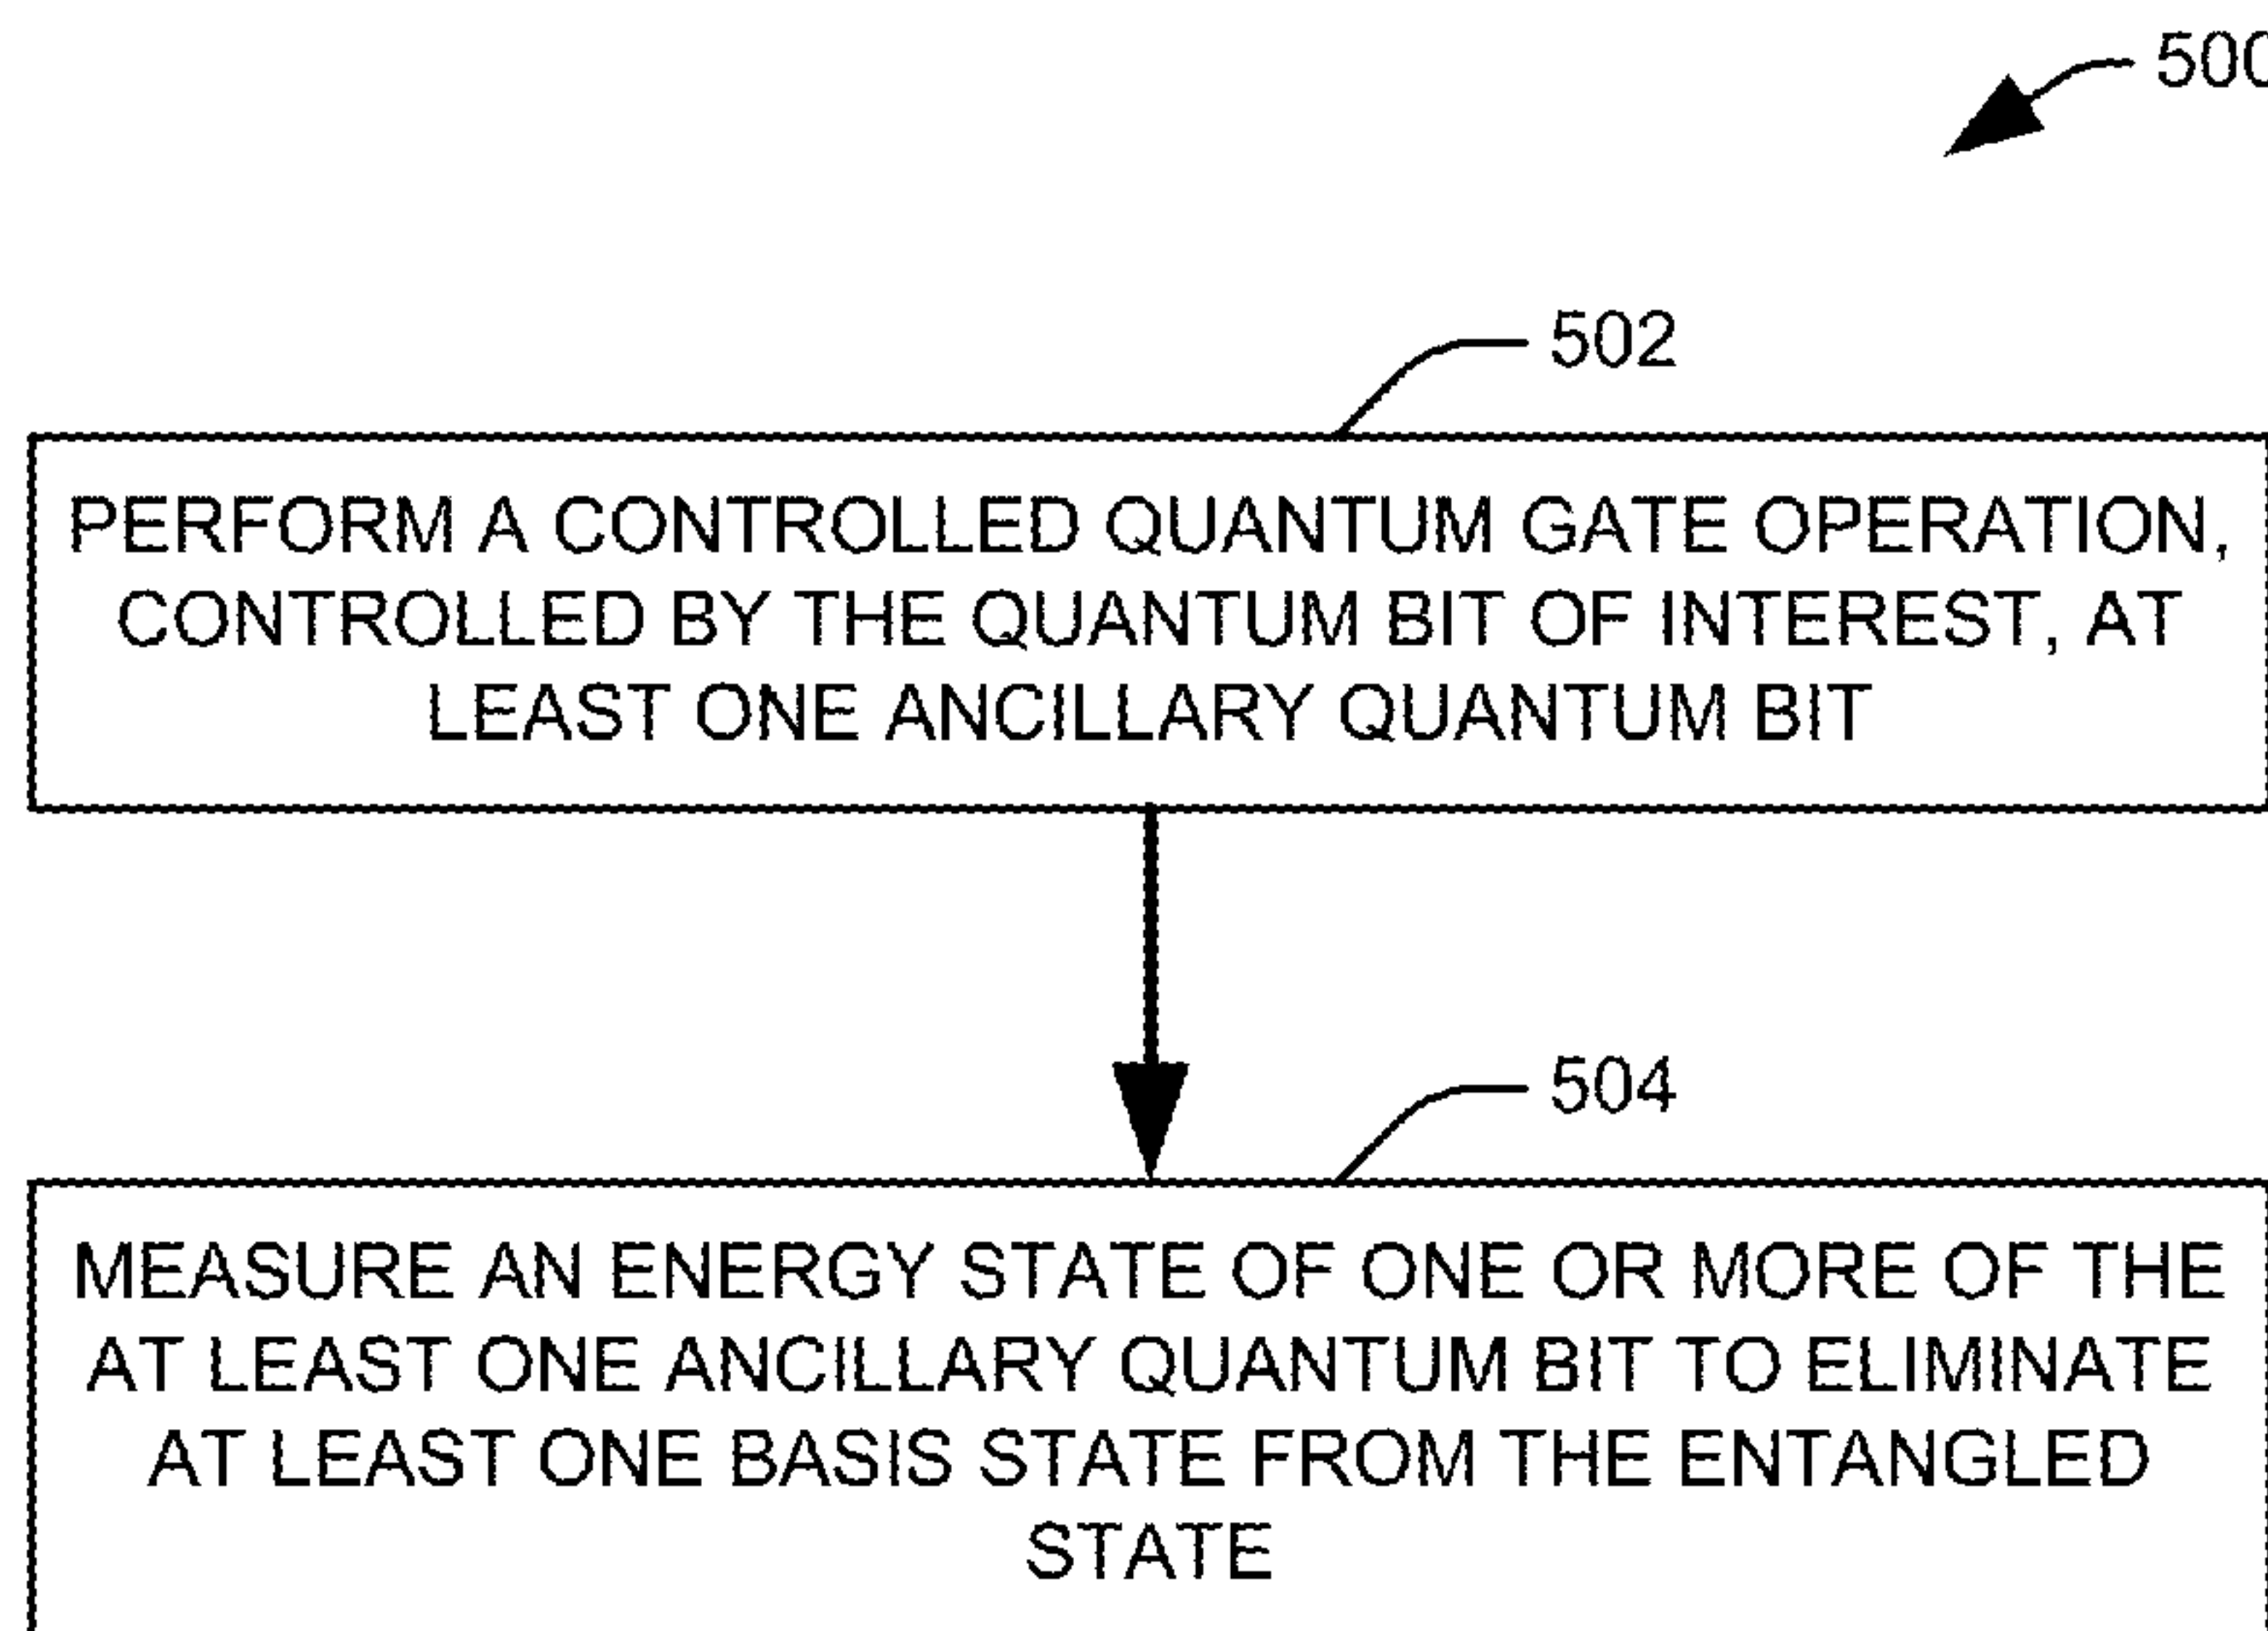 500
502
PERFORM A CONTROLLED QUANTUM GATE OPERATION,
CONTROLLED BY THE QUANTUM BIT OF INTEREST, AT
LEAST ONE ANCILLARY QUANTUM BIT
504
MEASURE AN ENERGY STATE OF ONE OR MORE OF THE
AT LEAST ONE ANCILLARY QUANTUM BIT TO ELIMINATE
AT LEAST ONE BASIS STATE FROM THE ENTANGLED
STATE